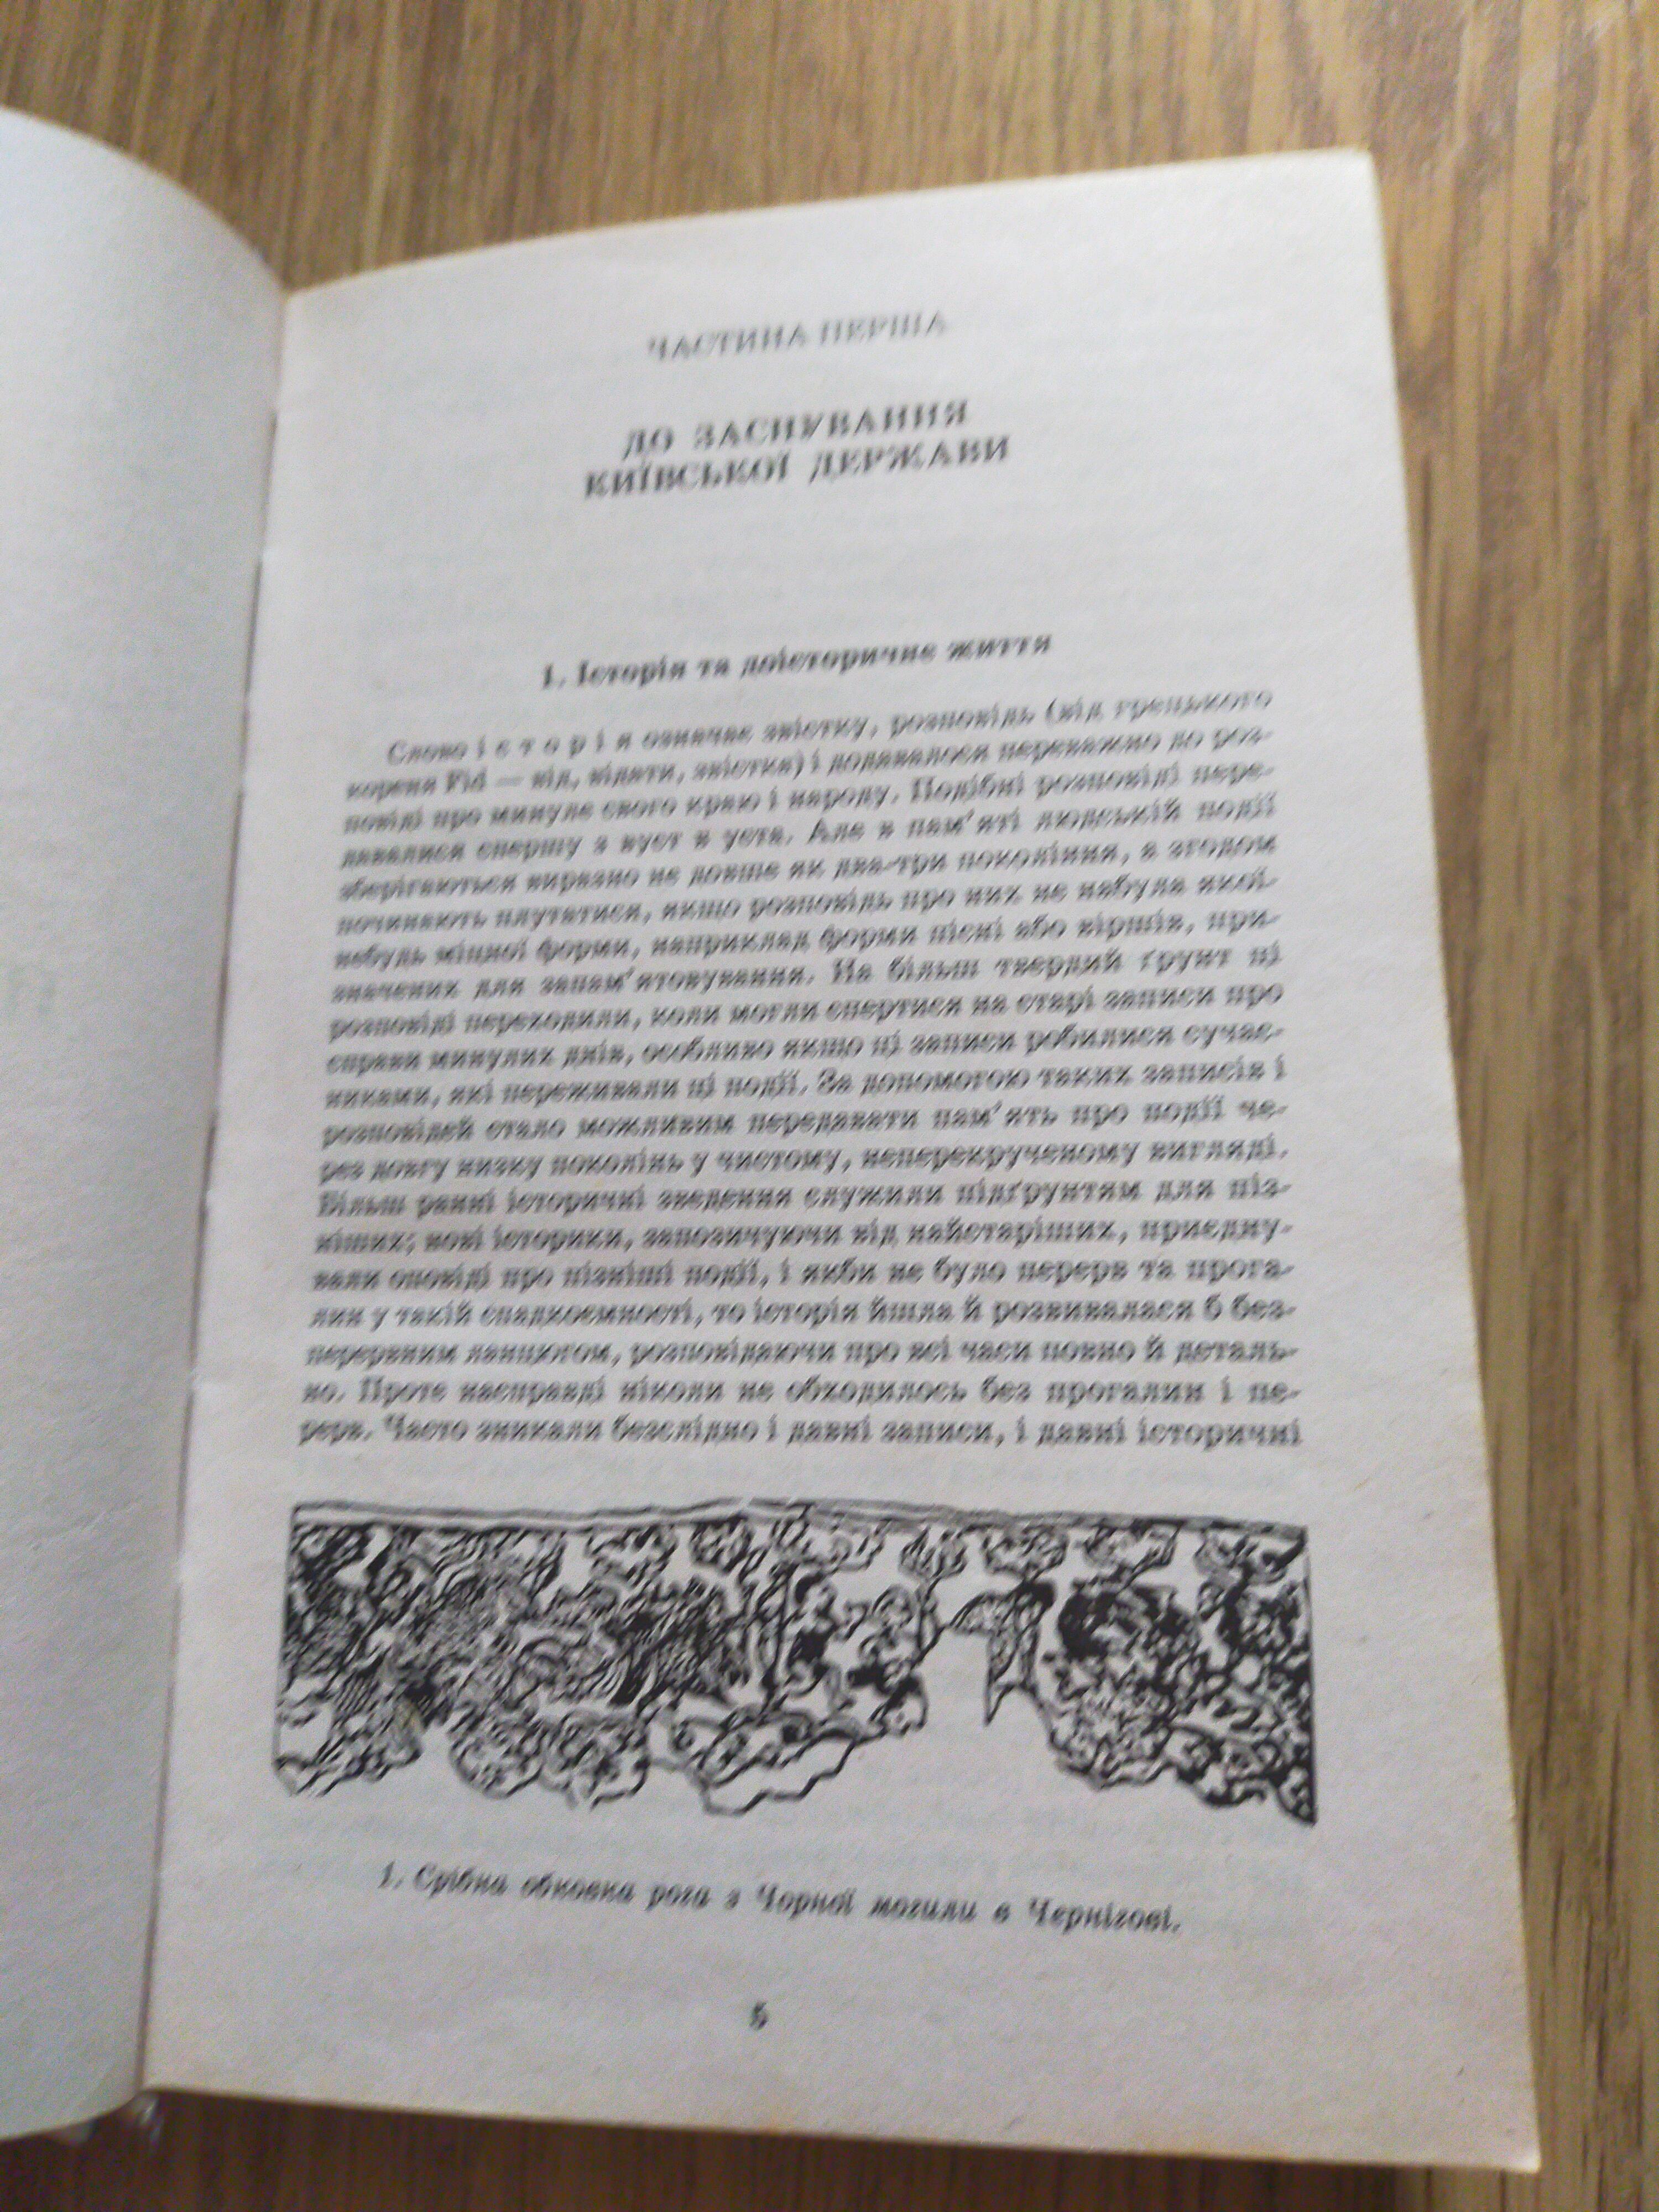 ЧАСТИНА ПЕРША
ДО ЗАСНУВАННЯ
КИЇВСЬКОЇ ДЕРЖАВИ
1. Історія та доісторичне життя
Слово історія означає звістку, розповідь (від грецького
кореня Vid — від, відати, звістка) і додавалося переважно до роз-
повіді про минуле свого краю і народу. Подібні розповіді пере-
давалися спершу з вуст в уста. Але в пам'яті людській події
зберігаються виразно не довше як два-три покоління, а згодом
починають плутатися, якщо розповідь про них не набула якої-
небудь міцної форми, наприклад форми пісні або віршів, при-
значених для запам'ятовування. На більш твердий ґрунт ці
розповіді переходили, коли могли спертися на старі записи про
справи минулих днів, особливо якщо ці записи робилися сучас-
никами, які переживали ці події. За допомогою таких записів і
розповідей стало можливим передавати пам'ять про події че-
рез довгу низку поколінь у чистому, неперекрученому вигляді.
Більш ранні історичні зведення служили підґрунтям для піз-
ніших; нові історики, запозичуючи від найстаріших, приєдну-
вали оповіді про пізніші події, і якби не було перерв та прога-
лин у такій спадкоємності, то історія йшла й розвивалася б без-
перервним ланцюгом, розповідаючи про всі часи повно й деталь-
но. Проте насправді ніколи не обходилось без прогалин і пе-
рерв. Часто зникали безслідно і давні записи, і давні історичні
1. Срібна обковка рога з Чорної могили в Чернігові.
5